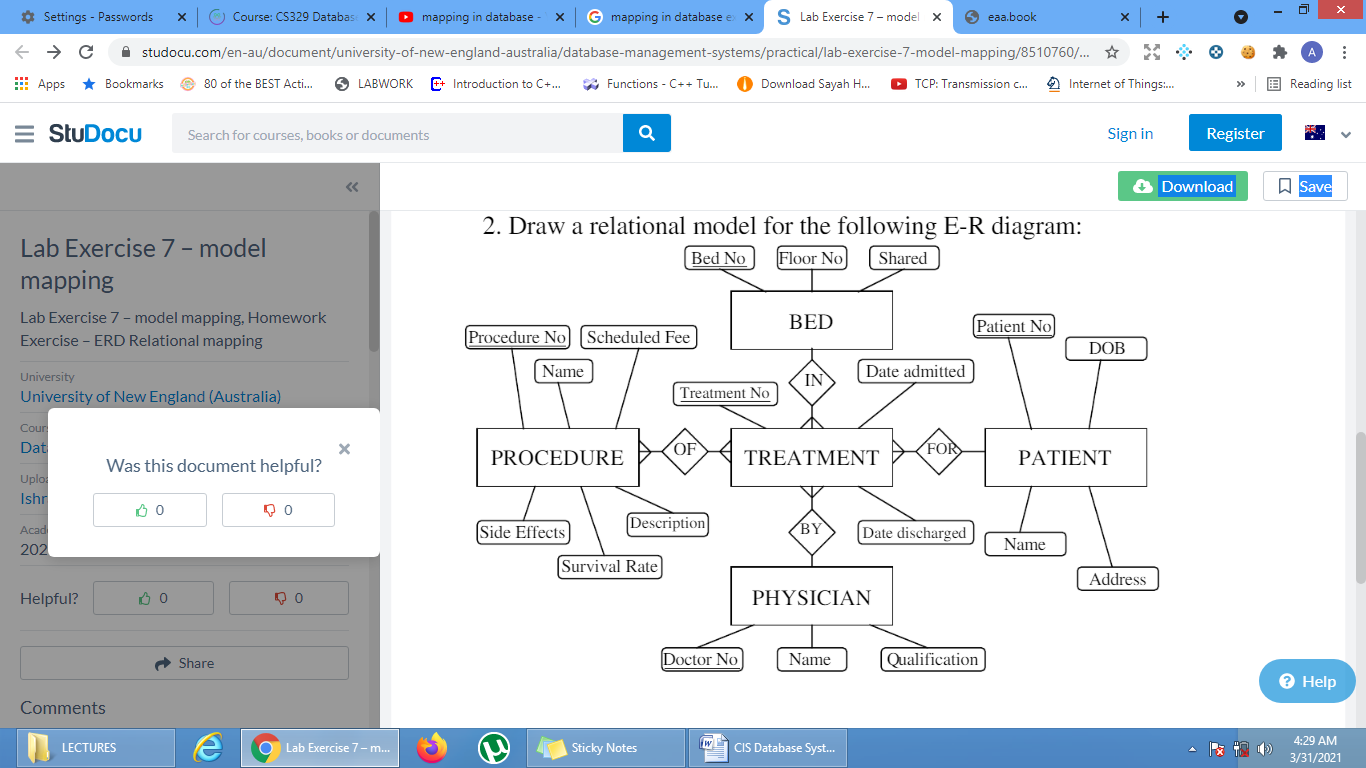 Settings - Passwords
Course: CS329 Databas
mapping in database -
mapping in database e
Lab Exercise 7 – model
eaa.book
studocu.com/en-au/document/university-of-new-england-australia/database-management-systems/practical/lab-exercise-7-model-mapping/8510760/...
A
Apps
Bookmarks
80 of the BEST Acti...
LABWORK
Introduction to C+...
Functions - C++ Tu...
Download Sayah H...
TCP: Transmission c...
Internet of Things:...
Reading list
StuDocu
Search for courses, books or documents
Sign in
Register
Download
Save
Lab Exercise 7 – model
mapping
Lab Exercise 7 – model mapping, Homework
Exercise – ERD Relational mapping
University
University of New England (Australia)
Cours
Data
Uploa
Ishr
Acade
202
Was this document helpful?
0
0
Helpful?
0
0
Share
Comments
2. Draw a relational model for the following E-R diagram:
Bed No
Floor No
Shared
BED
Procedure No
Scheduled Fee
Name
Patient No
DOB
IN
Date admitted
Treatment No
PROCEDURE
OF
TREATMENT
FOR
PATIENT
Side Effects
Description
Survival Rate
BY
Date discharged
Name
Address
PHYSICIAN
Doctor No
Name
Qualification
Help
LECTURES
Lab Exercise 7 – m...
Sticky Notes
CIS Database Syst...
4:29 AM
3/31/2021